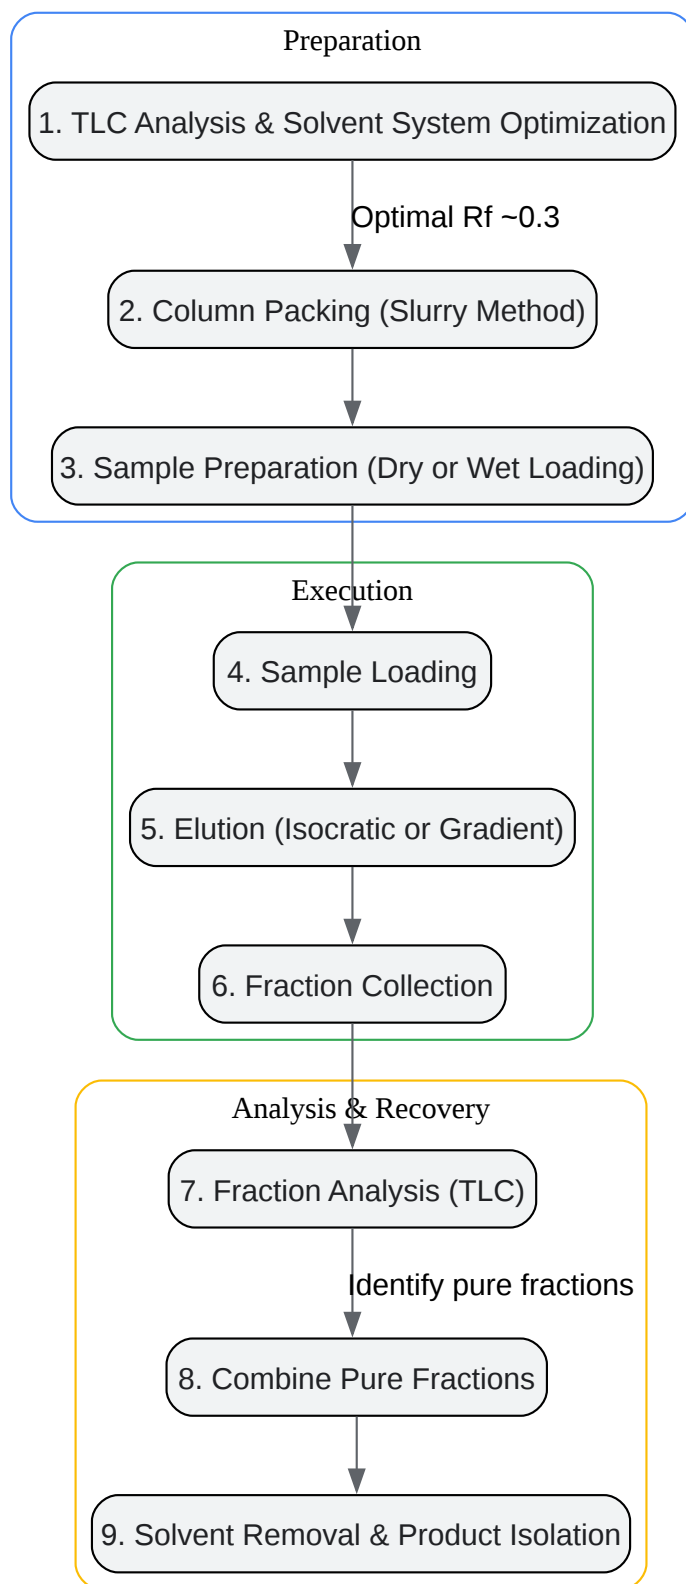 Preparation
1. TLC Analysis & Solvent System Optimization
Optimal Rf ~0.3
2. Column Packing (Slurry Method)
3. Sample Preparation (Dry or Wet Loading)
Execution
4. Sample Loading
5. Elution (Isocratic or Gradient)
6. Fraction Collection
Analysis & Recovery
7. Fraction Analysis (TLC)
Identify pure fractions
8. Combine Pure Fractions
9. Solvent Removal & Product Isolation